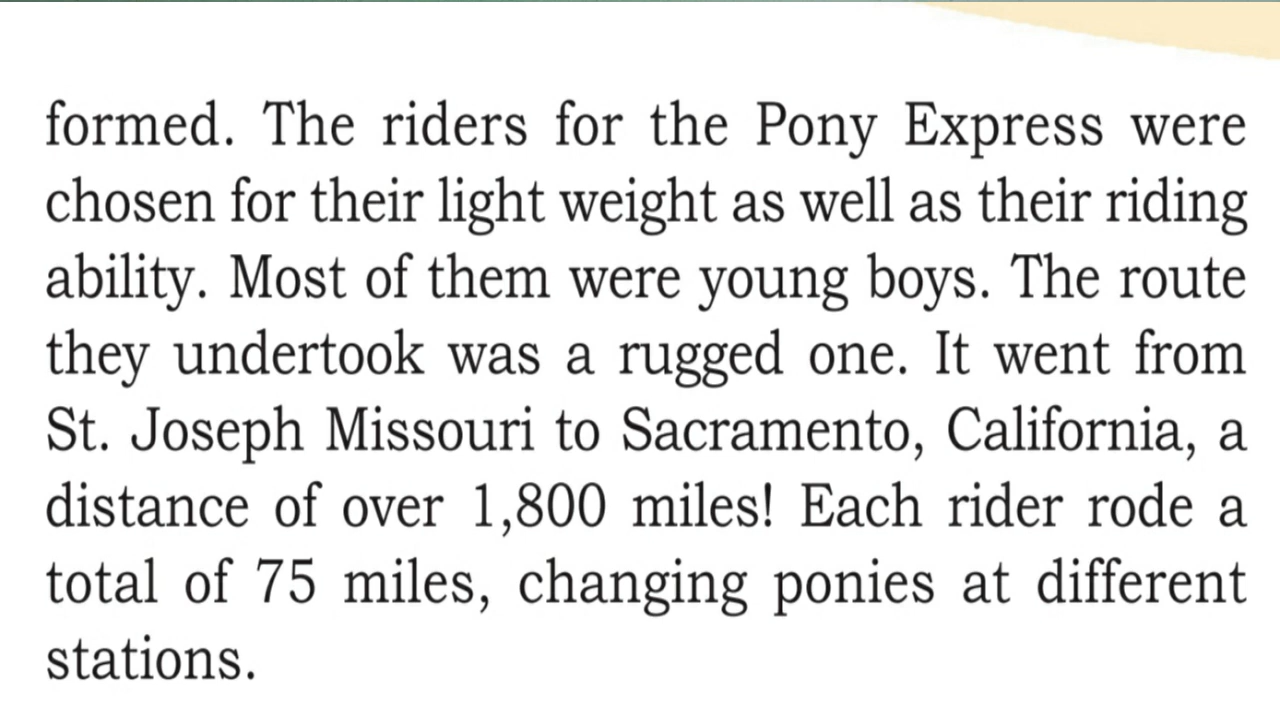 formed. The riders for the Pony Express were
chosen for their light weight as well as their riding
ability. Most of them were young boys. The route
they undertook was a rugged one. It went from
St. Joseph Missouri to Sacramento, California, a
distance of over 1,800 miles! Each rider rode a
total of 75 miles, changing ponies at different
stations.